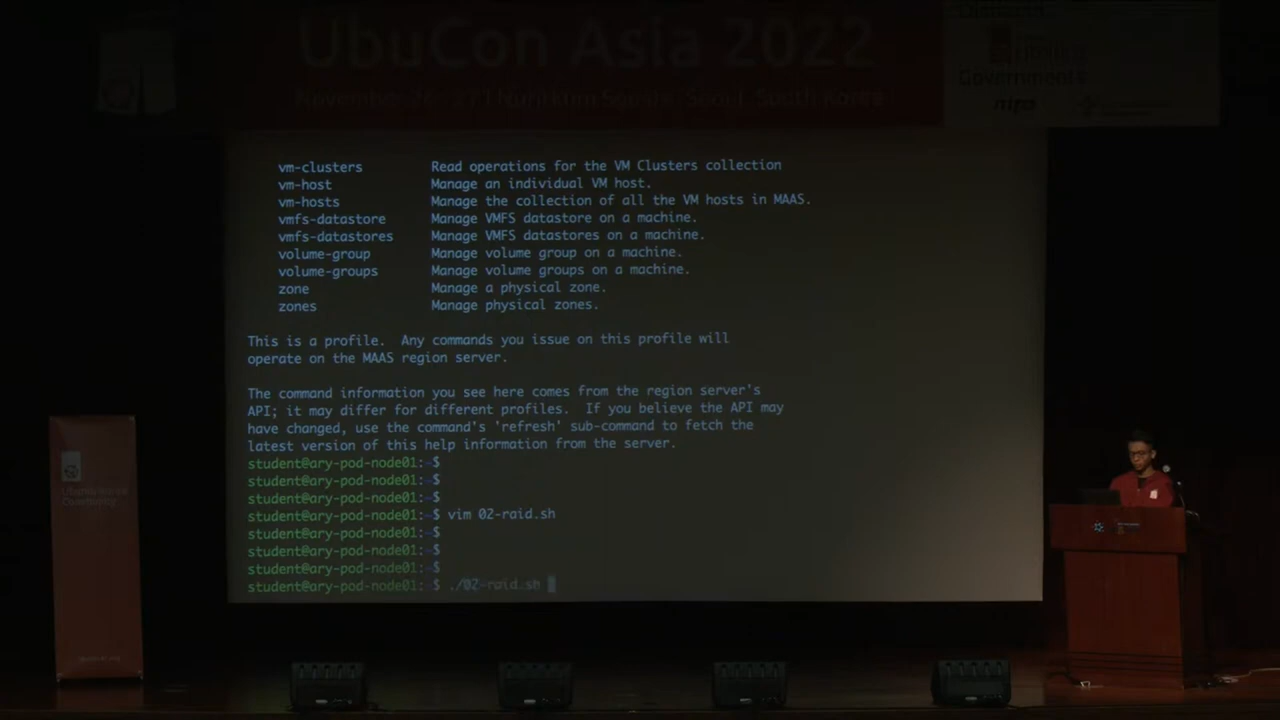 UbuCon Asia 2022
nipa
vm-clusters Read operations for the VM Clusters collection
vm-host Manage an individual VM host.
vm-hosts Manage the collection of all the VM hosts in MAAS.
vmfs-datastore Manage VMFS datastore on a machine.
vmfs-datastores Manage VMFS datastores on a machine.
volume-group Manage volume group on a machine.
volume-groups Manage volume groups on a machine.
zone Manage a physical zone.
zones Manage physical zones.
This is a profile. Any commands you issue on this profile will
operate on the MAAS region server.
The command information you see here comes from the region server's
API; it may differ for different profiles. If you believe the API may
have changed, use the command's 'refresh' sub-command to fetch the
latest version of this help information from the server.
student@ary-pod-node01:~$
student@ary-pod-node01:~$
student@ary-pod-node01:~$
student@ary-pod-node01:~$ vim 02-raid.sh
student@ary-pod-node01:~$
student@ary-pod-node01:~$
student@ary-pod-node01:~$
student@ary-pod-node01:~$ ./02-raid.sh
Community